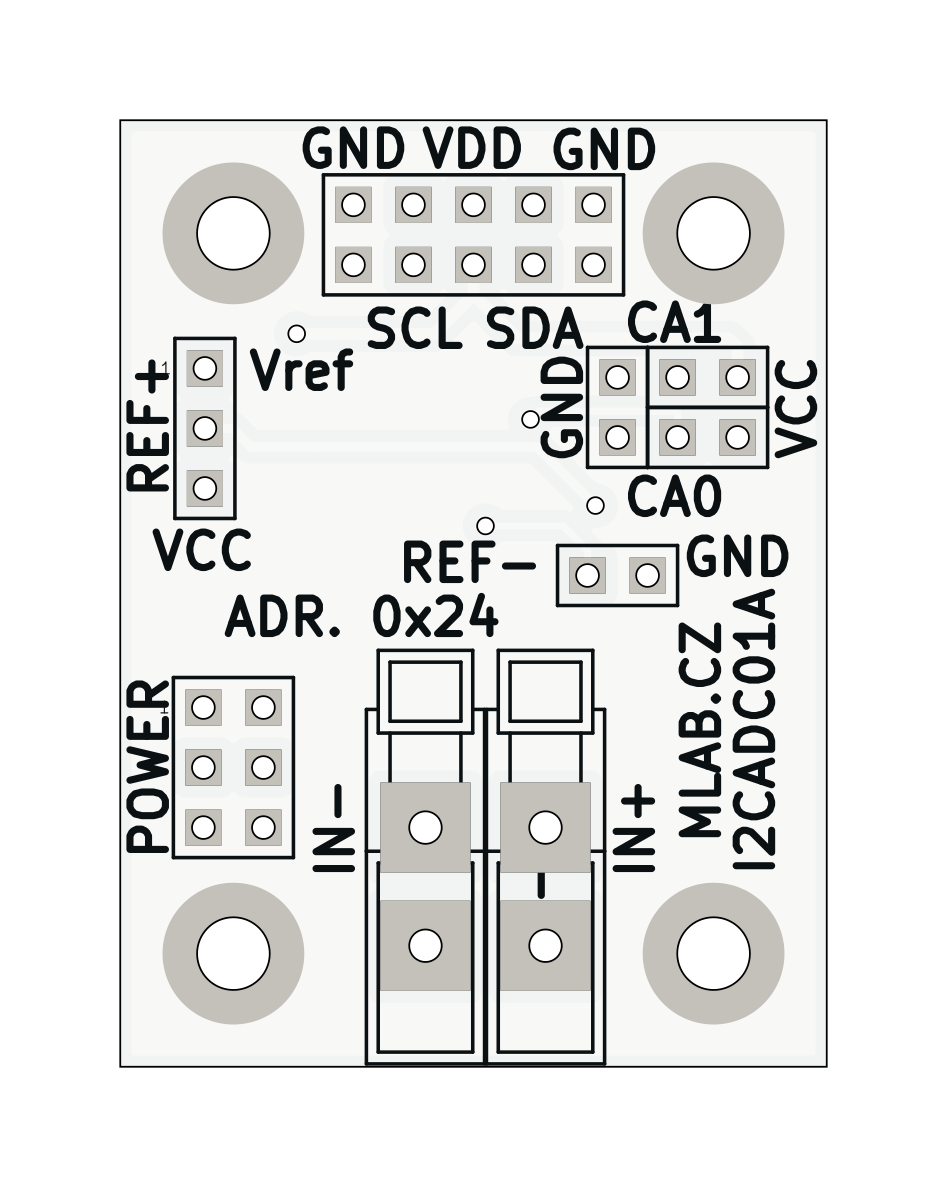 GND VDD GND
SCL SDA
CA1
Vref
REF+
GND
VCC
CA0
VCC
REF-
GND
ADR. 0x24
MLAB.CZ
I2CADC01A
POWER
IN-
IN+
1
1